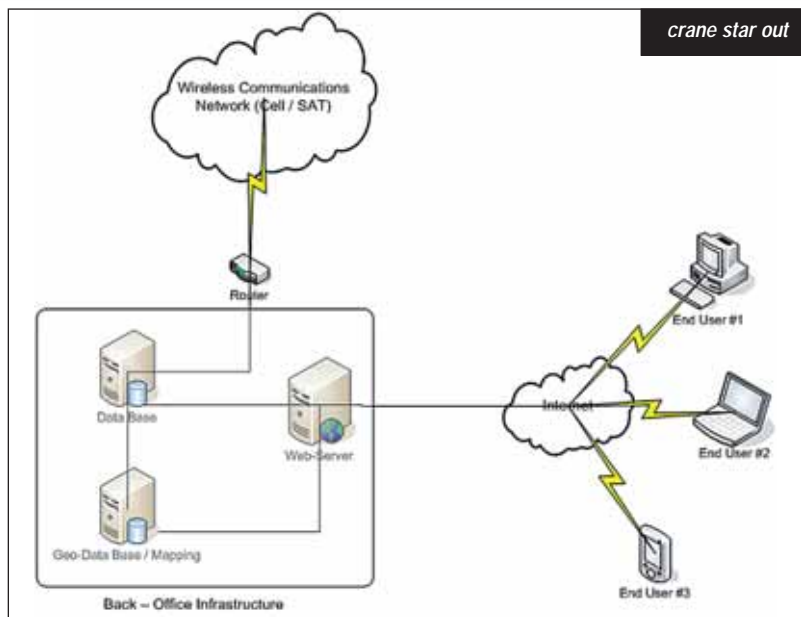 crane star out
Wireless Communications
Network (Cell / SAT)
Router
End User #1
Data Base
Internet
Web-Server
End User #2
Geo-Data Base / Mapping
End User #3
Back – Office Infrastructure